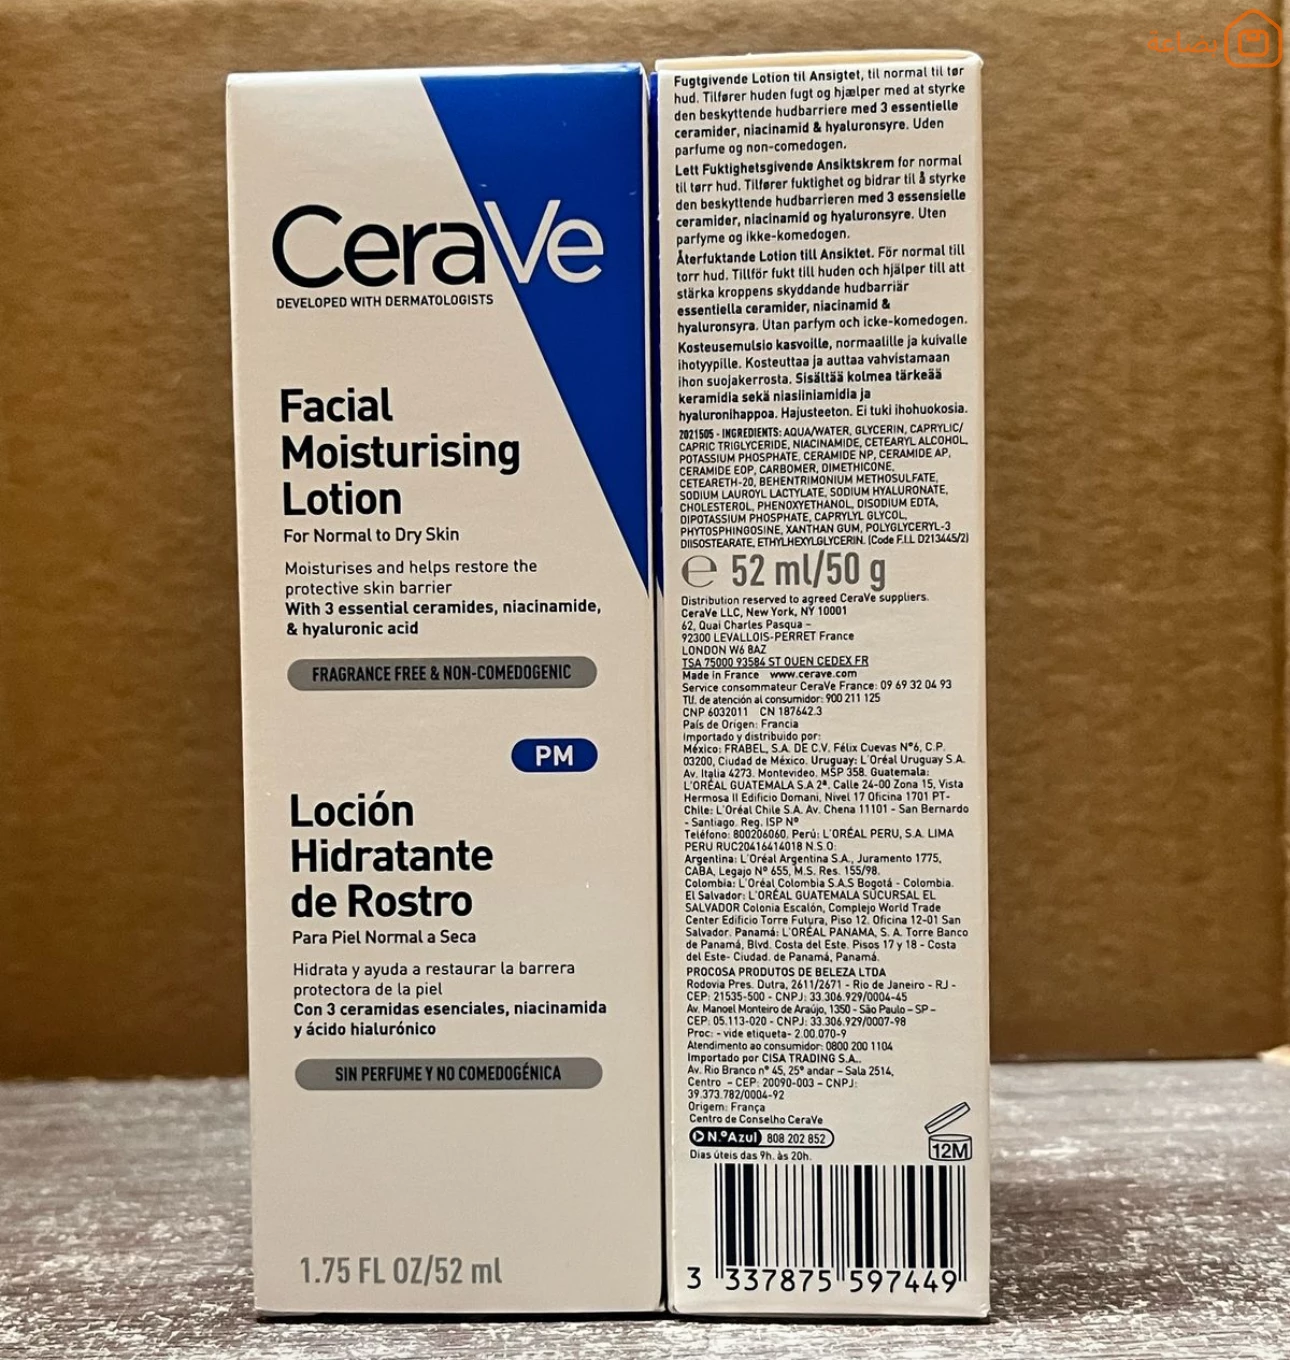 بضاعة
CeraVe
DEVELOPED WITH DERMATOLOGISTS
Facial
Moisturising
Lotion
For Normal to Dry Skin
Moisturises and helps restore the
protective skin barrier
With 3 essential ceramides, niacinamide,
& hyaluronic acid
FRAGRANCE FREE & NON-COMEDOGENIC
PM
Loción
Hidratante
de Rostro
Para Piel Normal a Seca
Hidrata y ayuda a restaurar la barrera
protectora de la piel
Con 3 ceramidas esenciales, niacinamida
y ácido hialurónico
SIN PERFUME Y NO COMEDOGÉNICA
1.75 FL OZ/52 ml
Fugtgivende Lotion til Ansigtet, til normal til tør
hud. Tilfører huden fugt og hjælper med at styrke
den beskyttende hudbarriere med 3 essentielle
ceramider, niacinamid & hyaluronsyre. Uden
parfume og non-comedogen.
Lett Fuktighetsgivende Ansiktskrem for normal
til tørr hud. Tilfører fuktighet og bidrar til å styrke
den beskyttende hudbarrieren med 3 essensielle
ceramider, niacinamid og hyaluronsyre. Uten
parfyme og ikke-komedogen.
Återfuktande Lotion till Ansiktet. För normal till
torr hud. Tillför fukt till huden och hjälper till att
stärka kroppens skyddande hudbarriär
essentiella ceramider, niacinamid &
hyaluronsyra. Utan parfym och icke-komedogen.
Kosteusemulsio kasvoille, normaalille ja kuivalle
ihotyypille. Kosteuttaa ja auttaa vahvistamaan
ihon suojakerrosta. Sisältää kolmea tärkeää
keramidia sekä niasiiniamidia ja
hyaluronihappoa. Hajusteeton. Ei tuki ihohuokosia.
2021505 - INGREDIENTS: AQUA/WATER, GLYCERIN, CAPRYLIC/
CAPRIC TRIGLYCERIDE, NIACINAMIDE, CETEARYL ALCOHOL,
POTASSIUM PHOSPHATE, CERAMIDE NP, CERAMIDE AP,
CERAMIDE EOP, CARBOMER, DIMETHICONE,
CETEARETH-20, BEHENTRIMONIUM METHOSULFATE,
SODIUM LAUROYL LACTYLATE, SODIUM HYALURONATE,
CHOLESTEROL, PHENOXYETHANOL, DISODIUM EDTA,
DIPOTASSIUM PHOSPHATE, CAPRYLYL GLYCOL,
PHYTOSPHINGOSINE, XANTHAN GUM, POLYGLYCERYL-3
DIISOSTEARATE, ETHYLHEXYLGLYCERIN. (Code F.I.L. D213445/2)
℮ 52 ml/50 g
Distribution reserved to agreed CeraVe suppliers.
CeraVe LLC, New York, NY 10001
62, Quai Charles Pasqua –
92300 LEVALLOIS-PERRET France
LONDON W6 8AZ
TSA 75000 93584 ST OUEN CEDEX FR
Made in France www.cerave.com
Service consommateur CeraVe France: 09 69 32 04 93
Tlf. de atención al consumidor: 900 211 125
CNP 6032011 CN 187642.3
País de Origen: Francia
Importado y distribuido por:
México: FRABEL, S.A. DE C.V. Félix Cuevas N°6, C.P.
03200, Ciudad de México. Uruguay: L'Oréal Uruguay S.A.
Av. Italia 4273. Montevideo. MSP 358. Guatemala:
L'ORÉAL GUATEMALA S.A 2ª. Calle 24-00 Zona 15, Vista
Hermosa II Edificio Domani, Nivel 17 Oficina 1701 PT-
Chile: L'Oréal Chile S.A. Av. Chena 11101 - San Bernardo
- Santiago. Reg. ISP Nº
Teléfono: 800206060. Perú: L'ORÉAL PERU, S.A. LIMA
PERU RUC20416414018 N.S.O:
Argentina: L'Oréal Argentina S.A., Juramento 1775,
CABA, Legajo Nº 655, M.S. Res. 155/98.
Colombia: L'Oréal Colombia S.A.S Bogotá - Colombia.
El Salvador: L'ORÉAL GUATEMALA SUCURSAL EL
SALVADOR Colonia Escalón, Complejo World Trade
Center Edificio Torre Futura, Piso 12. Oficina 12-01 San
Salvador. Panamá: L'ORÉAL PANAMA, S. A. Torre Banco
de Panamá, Blvd. Costa del Este. Pisos 17 y 18 - Costa
del Este- Ciudad. de Panamá, Panamá.
PROCOSA PRODUTOS DE BELEZA LTDA
Rodovia Pres. Dutra, 2611/2671 - Rio de Janeiro - RJ -
CEP: 21535-500 - CNPJ: 33.306.929/0004-45
Av. Manoel Monteiro de Araújo, 1350 - São Paulo – SP –
CEP: 05.113-020 - CNPJ: 33.306.929/0007-98
Proc: - vide etiqueta- 2.00.070-9
Atendimento ao consumidor: 0800 200 1104
Importado por CISA TRADING S.A..
Av. Rio Branco nº 45, 25º andar – Sala 2514,
Centro – CEP: 20090-003 – CNPJ:
39.373.782/0004-92
Origem: França
Centro de Conselho CeraVe
N.ºAzul 808 202 852
Dias úteis das 9h. às 20h.
12M
3 337875 597449